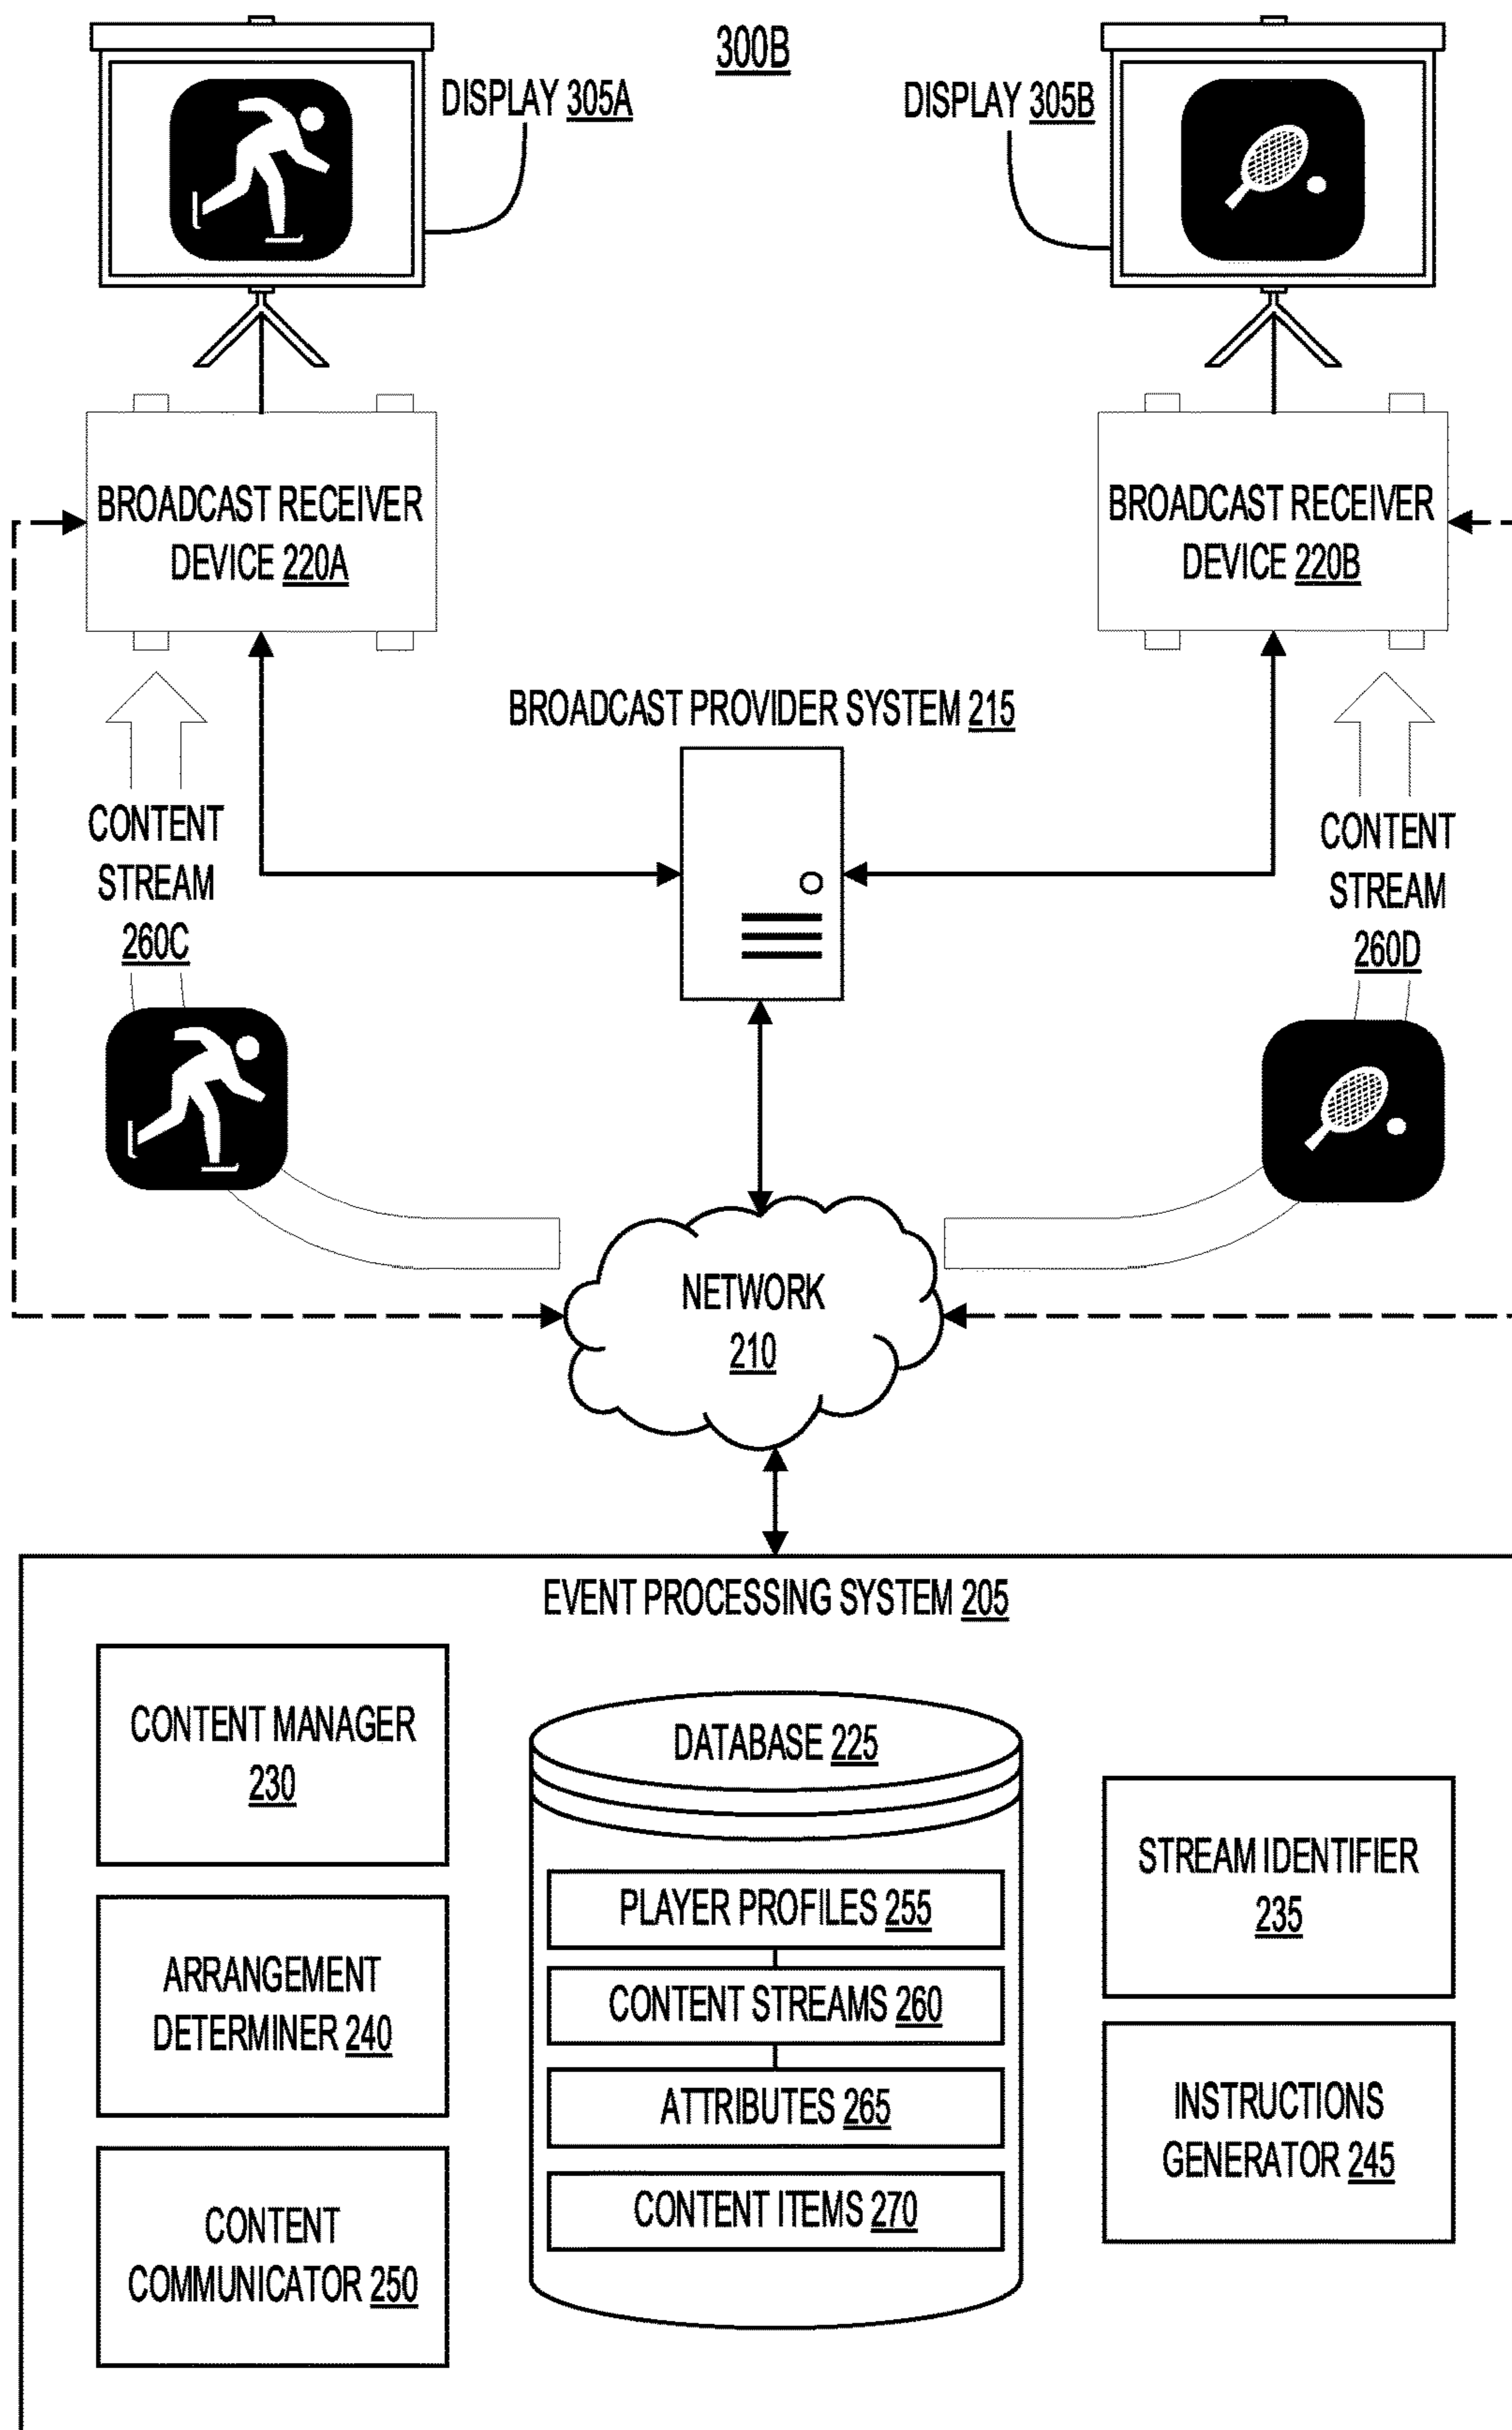 300B
DISPLAY 305A
DISPLAY 305B
BROADCAST RECEIVER
DEVICE 220A
BROADCAST RECEIVER
DEVICE 220B
BROADCAST PROVIDER SYSTEM 215
CONTENT
STREAM
260C
CONTENT
STREAM
260D
NETWORK
210
EVENT PROCESSING SYSTEM 205
CONTENT MANAGER
230
ARRANGEMENT
DETERMINER 240
CONTENT
COMMUNICATOR 250
DATABASE 225
PLAYER PROFILES 255
CONTENT STREAMS 260
ATTRIBUTES 265
CONTENT ITEMS 270
STREAM IDENTIFIER
235
INSTRUCTIONS
GENERATOR 245